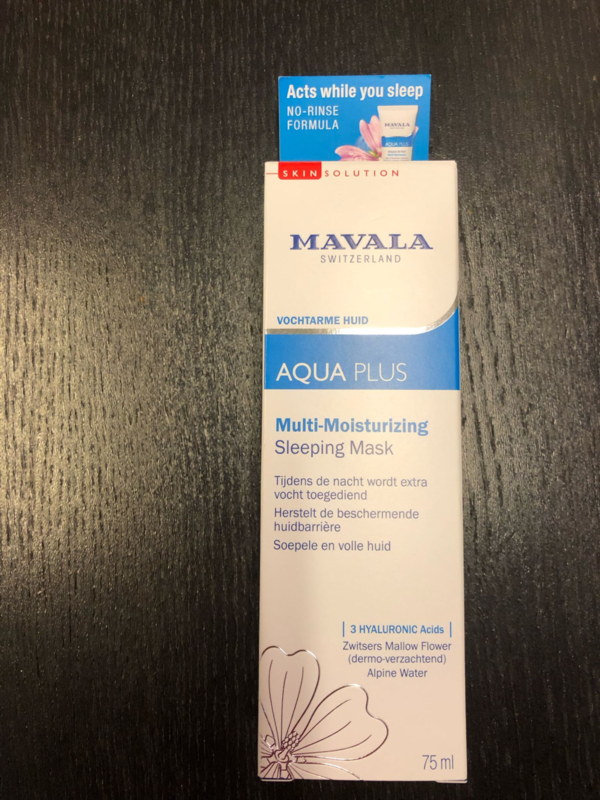 Acts while you sleep
NO-RINSE
FORMULA
MAVALA
AQUA PLUS
SKIN SOLUTION
MAVALA
SWITZERLAND
VOCHTARME HUID
AQUA PLUS
Multi-Moisturizing
Sleeping Mask
Tijdens de nacht wordt extra
vocht toegediend
Herstelt de beschermende
huidbarrière
Soepele en volle huid
3 HYALURONIC Acids
Zwitsers Mallow Flower
(dermo-verzachtend)
Alpine Water
75 ml